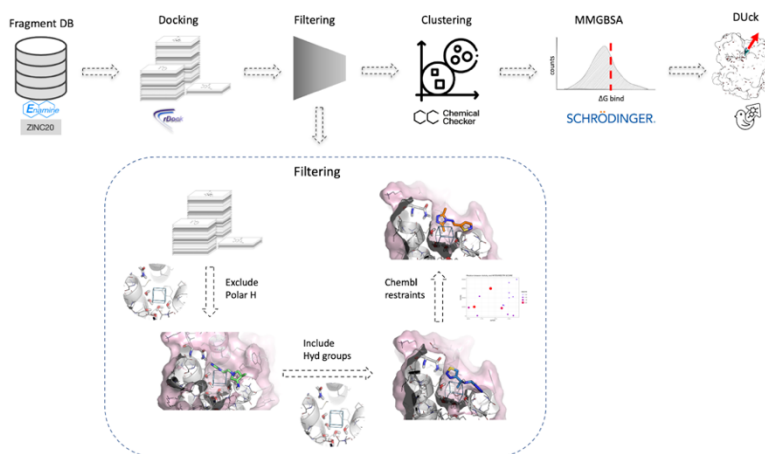 Fragment DB
Docking
Filtering
Clustering
MMGBSA
DUck
counts
ΔG bind
Enamine
ZINC20
rDock
Chemical
Checker
SCHRÖDINGER.
Filtering
Exclude
Polar H
Chembl
restraints
Include
Hyd groups